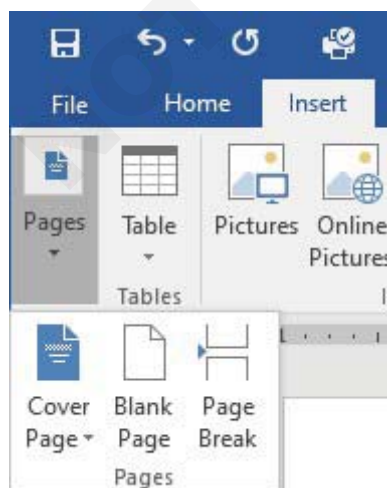 File Home Insert
Pages Table Pictures Online
Pictures
Tables
Cover Blank Page
Page Page Break
Pages